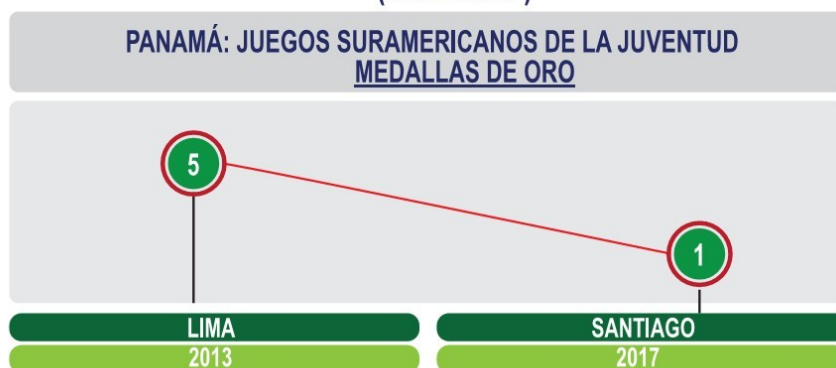 PANAMÁ: JUEGOS SURAMERICANOS DE LA JUVENTUD
MEDALLAS DE ORO
5
1
LIMA
SANTIAGO
2013
2017